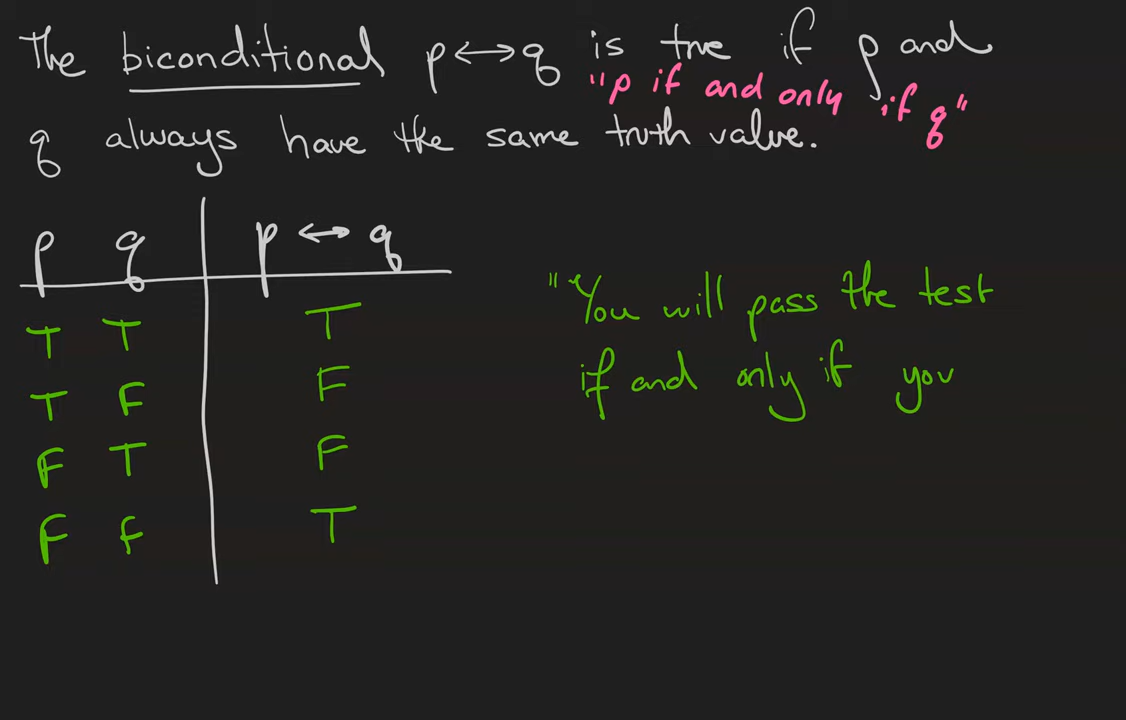 The biconditional p ↔ q is true if p and
"p if and only if q"
q always have the same truth value.
p q p ↔ q
T T T
T F F
F T F
F F T
"You will pass the test
if and only if you